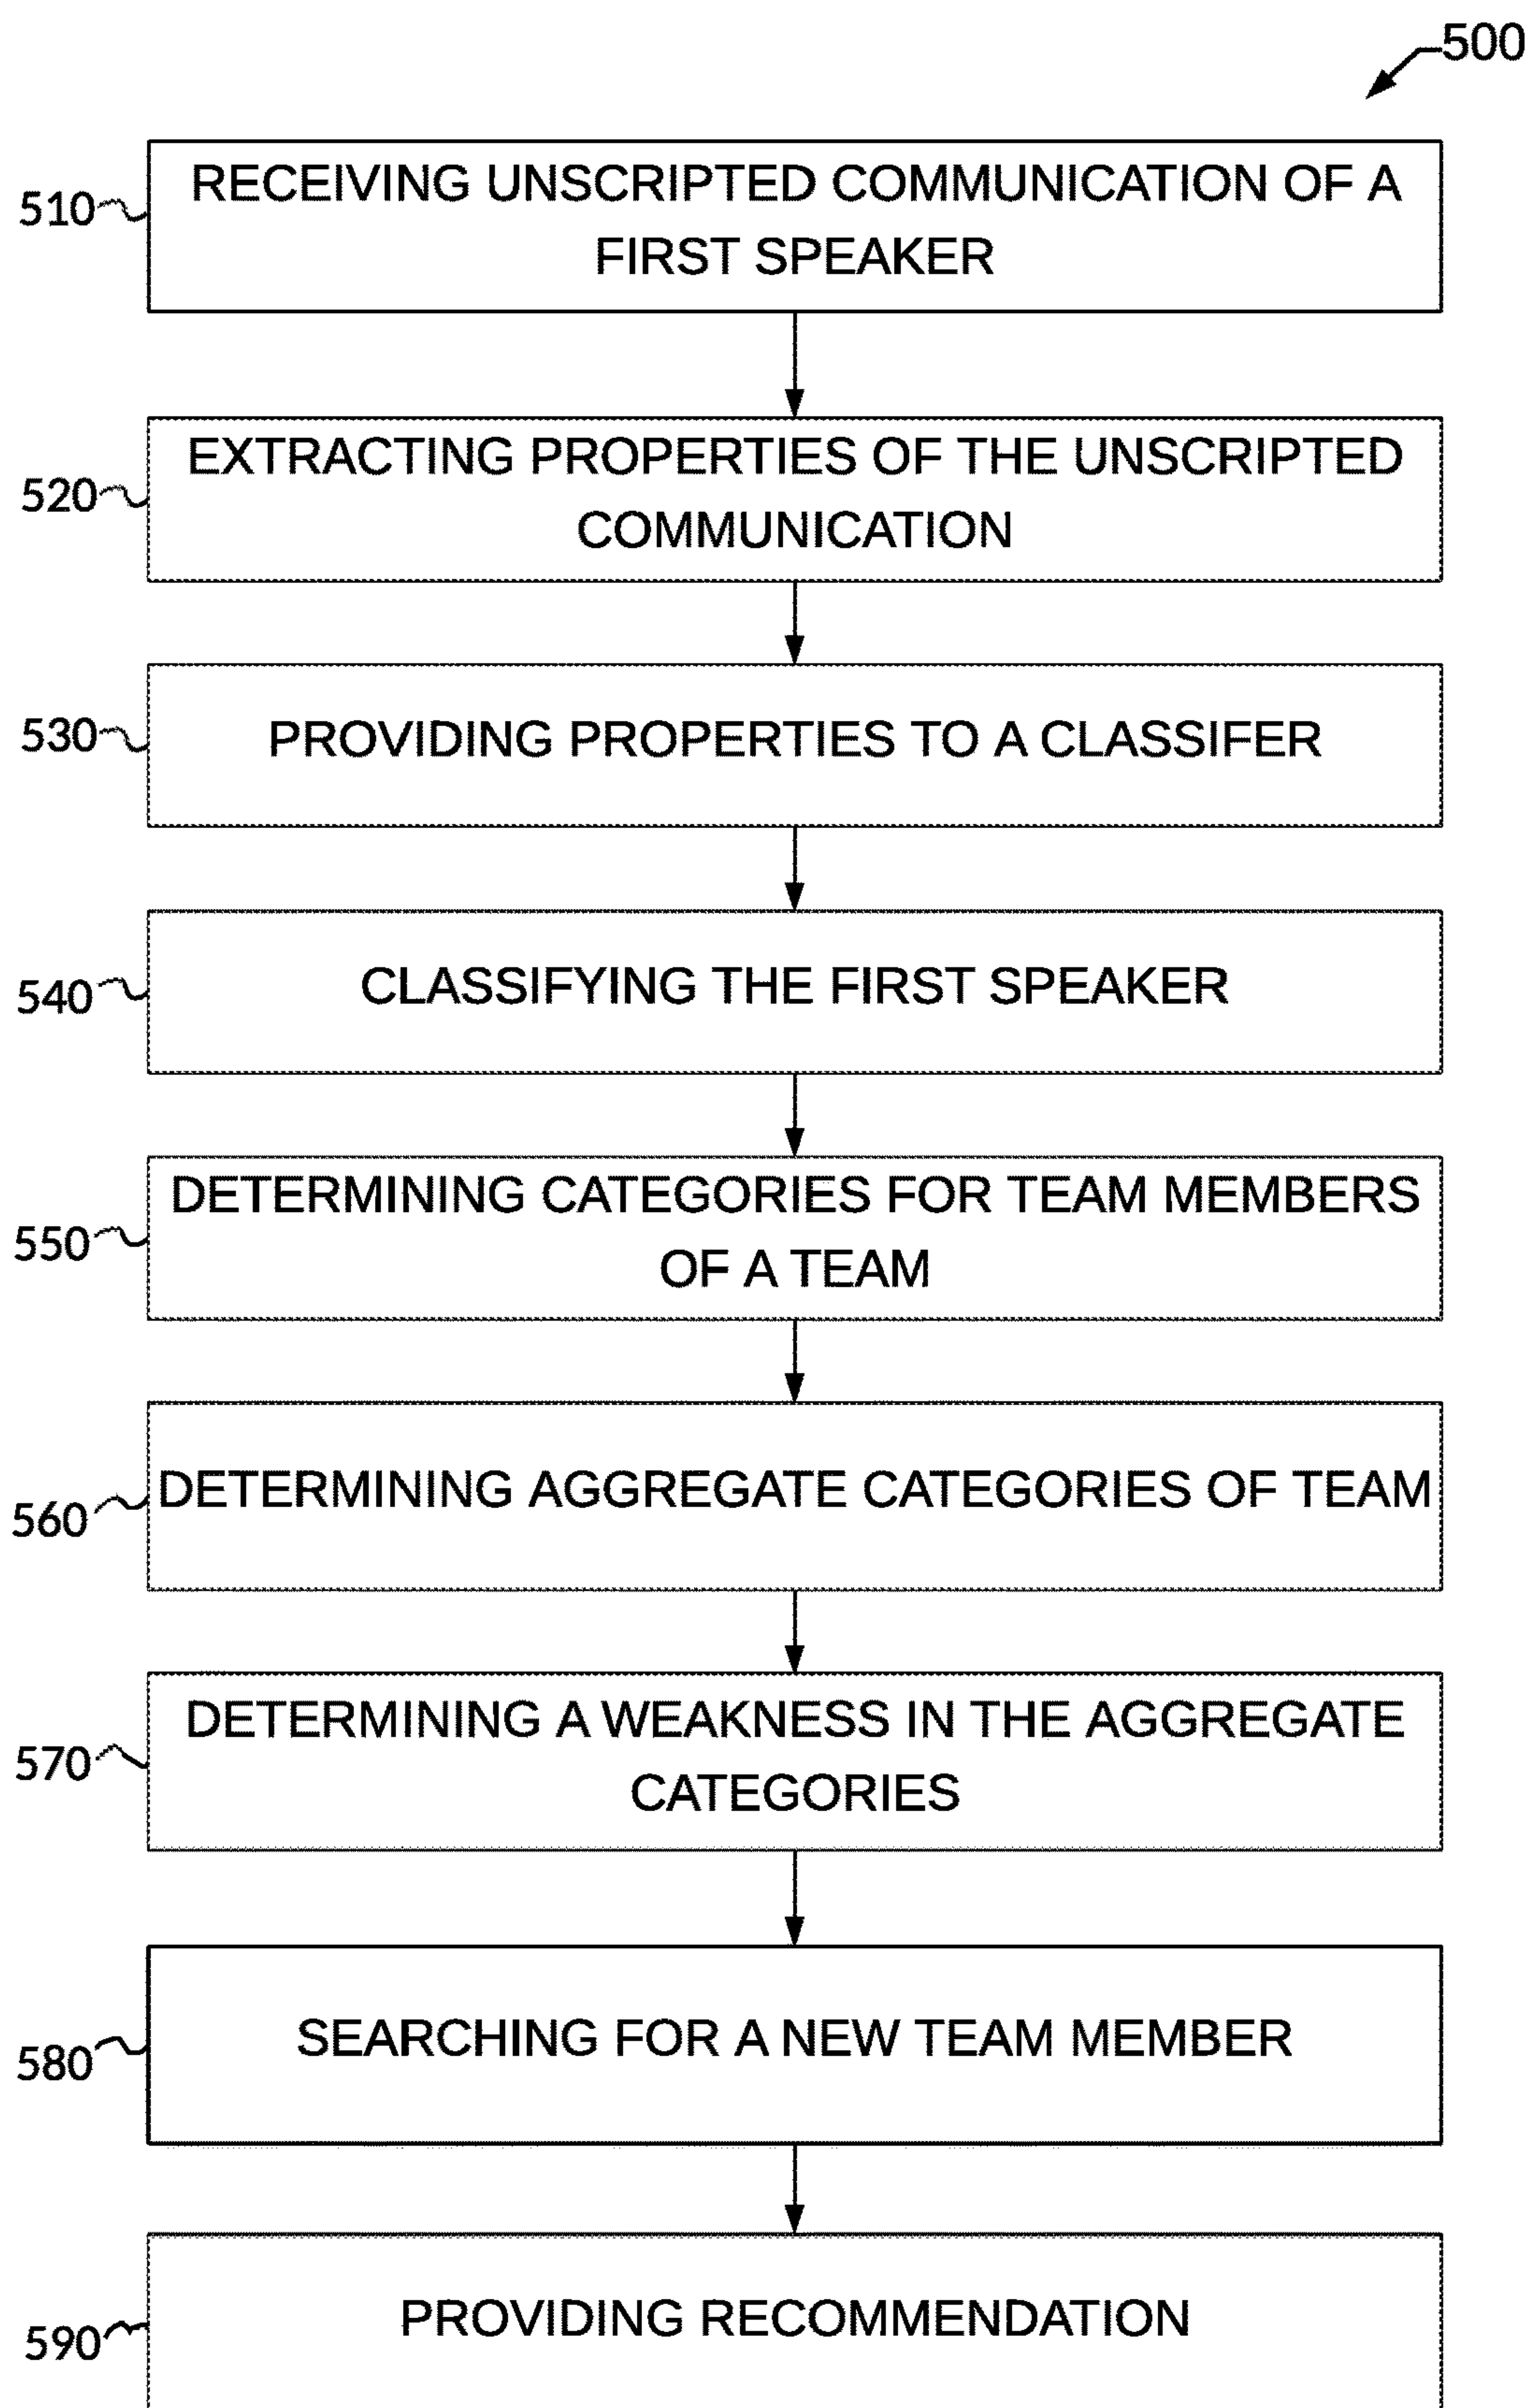 500
510
RECEIVING UNSCRIPTED COMMUNICATION OF A
FIRST SPEAKER
520
EXTRACTING PROPERTIES OF THE UNSCRIPTED
COMMUNICATION
530
PROVIDING PROPERTIES TO A CLASSIFER
540
CLASSIFYING THE FIRST SPEAKER
550
DETERMINING CATEGORIES FOR TEAM MEMBERS
OF A TEAM
560
DETERMINING AGGREGATE CATEGORIES OF TEAM
570
DETERMINING A WEAKNESS IN THE AGGREGATE
CATEGORIES
580
SEARCHING FOR A NEW TEAM MEMBER
590
PROVIDING RECOMMENDATION